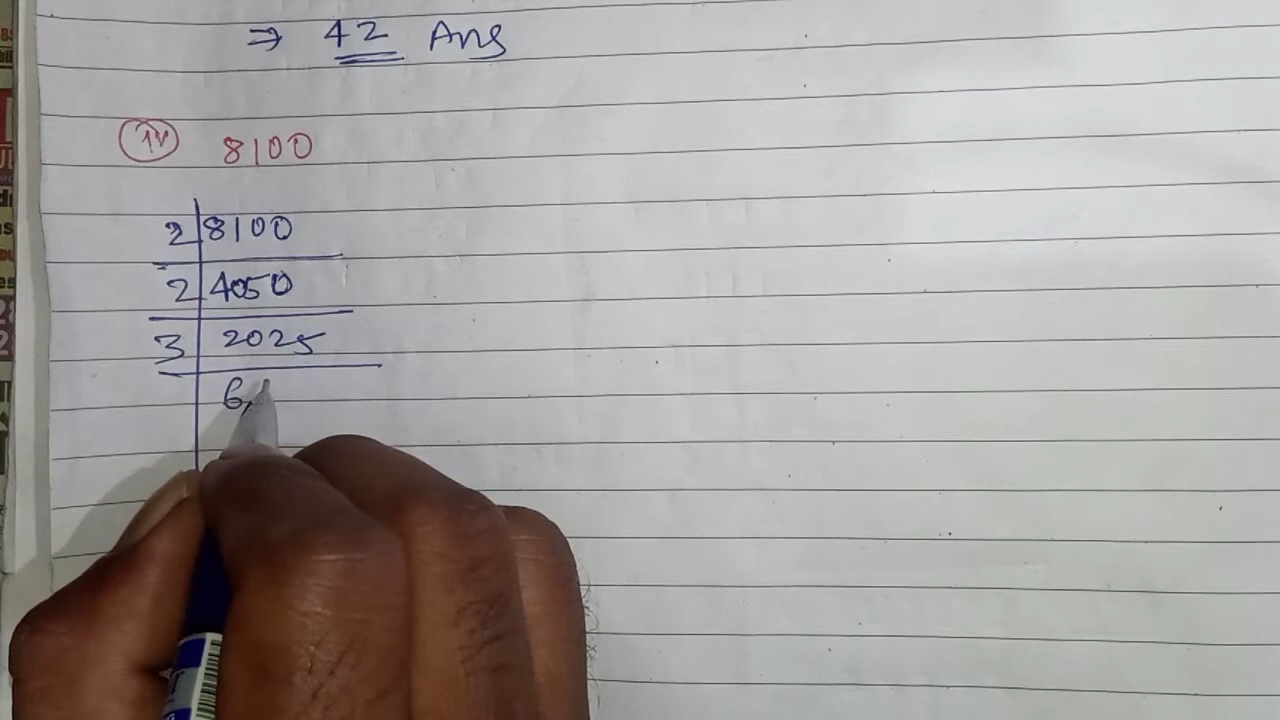 ⇒ 42 Ans
iv 8100
2 8100
2 4050
3 2025
6